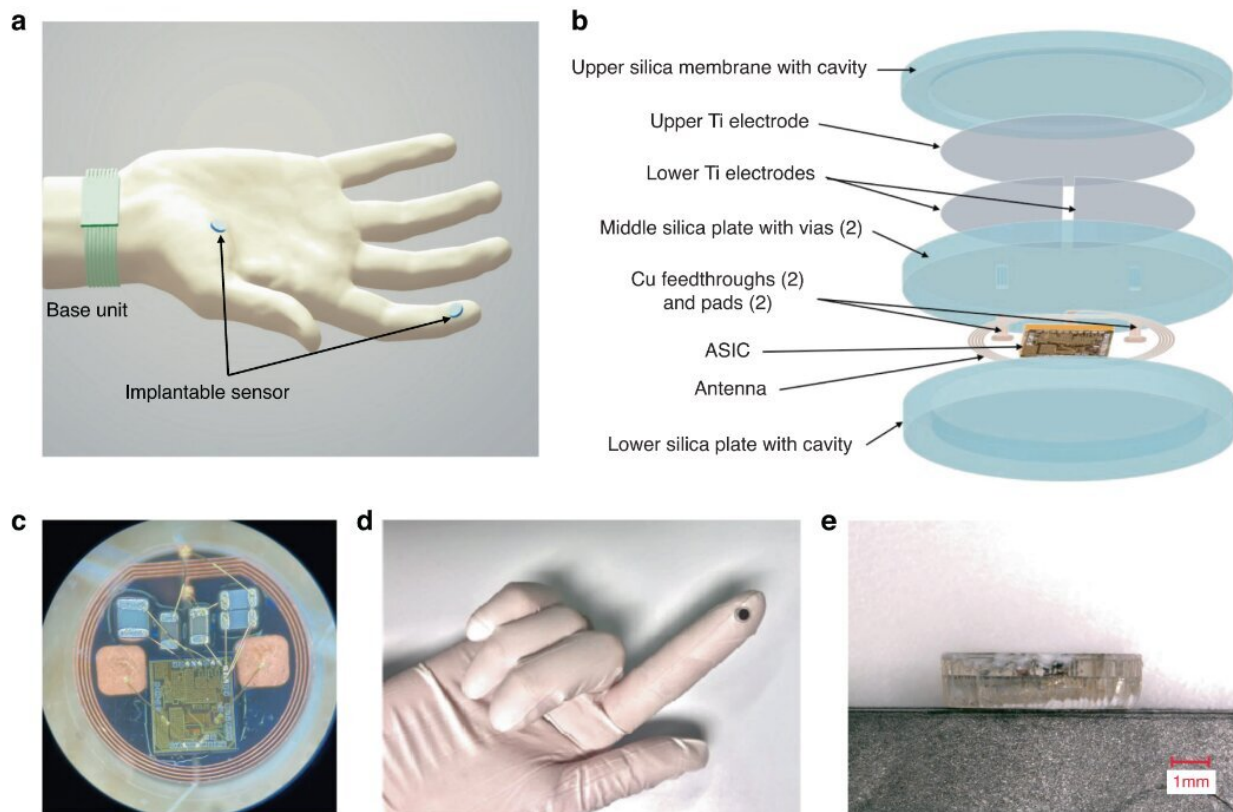 a
Base unit
Implantable sensor
b
Upper silica membrane with cavity
Upper Ti electrode
Lower Ti electrodes
Middle silica plate with vias (2)
Cu feedthroughs (2)
and pads (2)
ASIC
Antenna
Lower silica plate with cavity
c
d
e
1mm